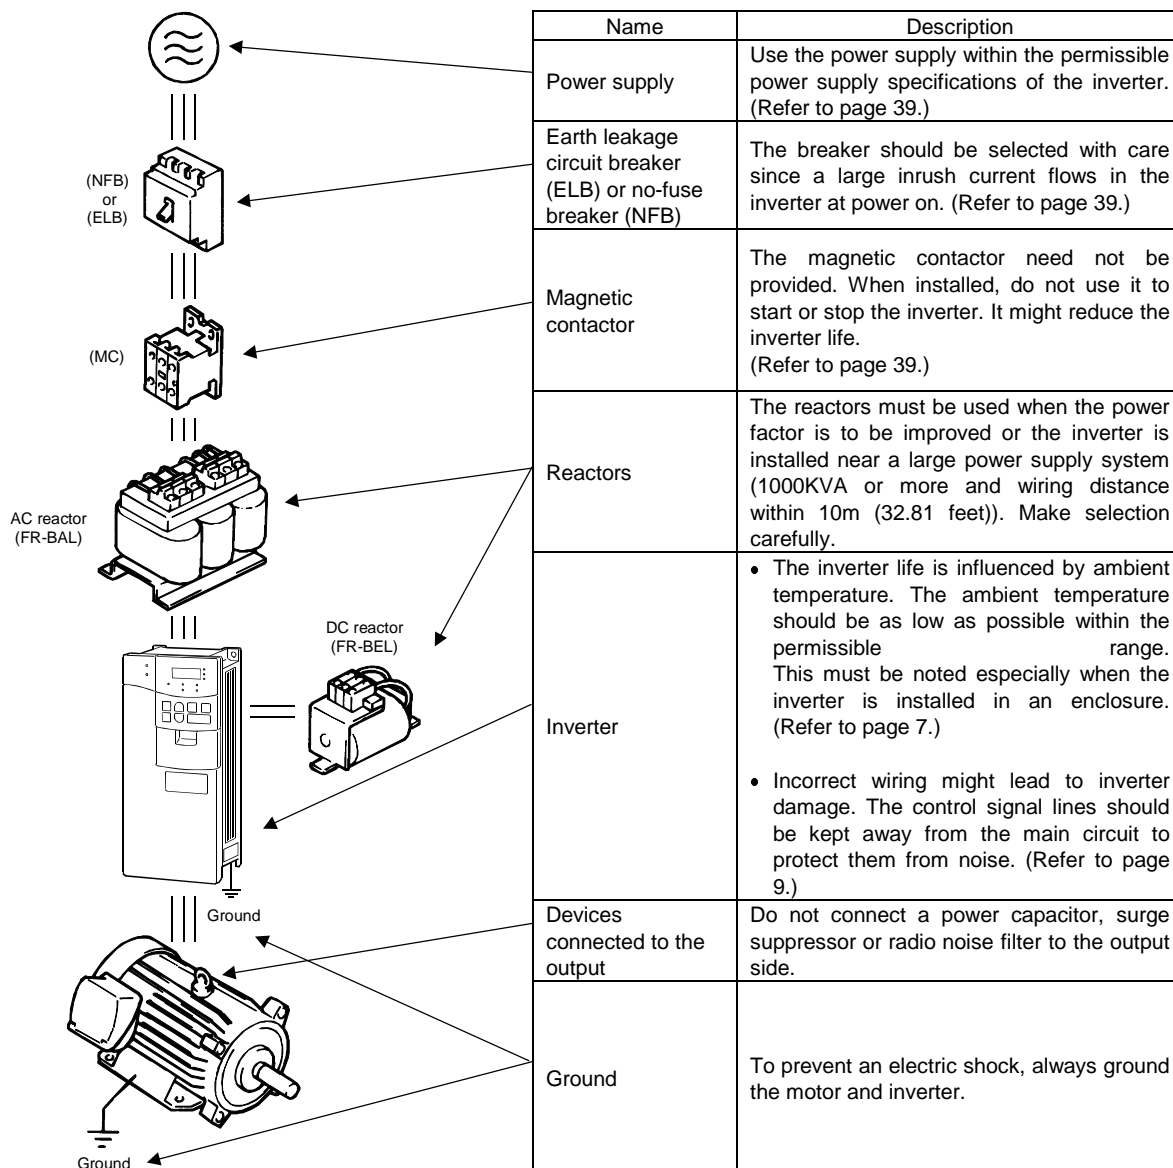 (NFB)
or
(ELB)
(MC)
AC reactor
(FR-BAL)
DC reactor
(FR-BEL)
Ground
Ground
Name Description
Power supply
Use the power supply within the permissible
power supply specifications of the inverter.
(Refer to page 39.)
Earth leakage
circuit breaker
(ELB) or no-fuse
breaker (NFB)
The breaker should be selected with care
since a large inrush current flows in the
inverter at power on. (Refer to page 39.)
Magnetic
contactor
The magnetic contactor need not be
provided. When installed, do not use it to
start or stop the inverter. It might reduce the
inverter life.
(Refer to page 39.)
Reactors
The reactors must be used when the power
factor is to be improved or the inverter is
installed near a large power supply system
(1000KVA or more and wiring distance
within 10m (32.81 feet)). Make selection
carefully.
Inverter
• The inverter life is influenced by ambient
temperature. The ambient temperature
should be as low as possible within the
permissible range.
This must be noted especially when the
inverter is installed in an enclosure.
(Refer to page 7.)
• Incorrect wiring might lead to inverter
damage. The control signal lines should
be kept away from the main circuit to
protect them from noise. (Refer to page
9.)
Devices
connected to the
output
Do not connect a power capacitor, surge
suppressor or radio noise filter to the output
side.
Ground
To prevent an electric shock, always ground
the motor and inverter.